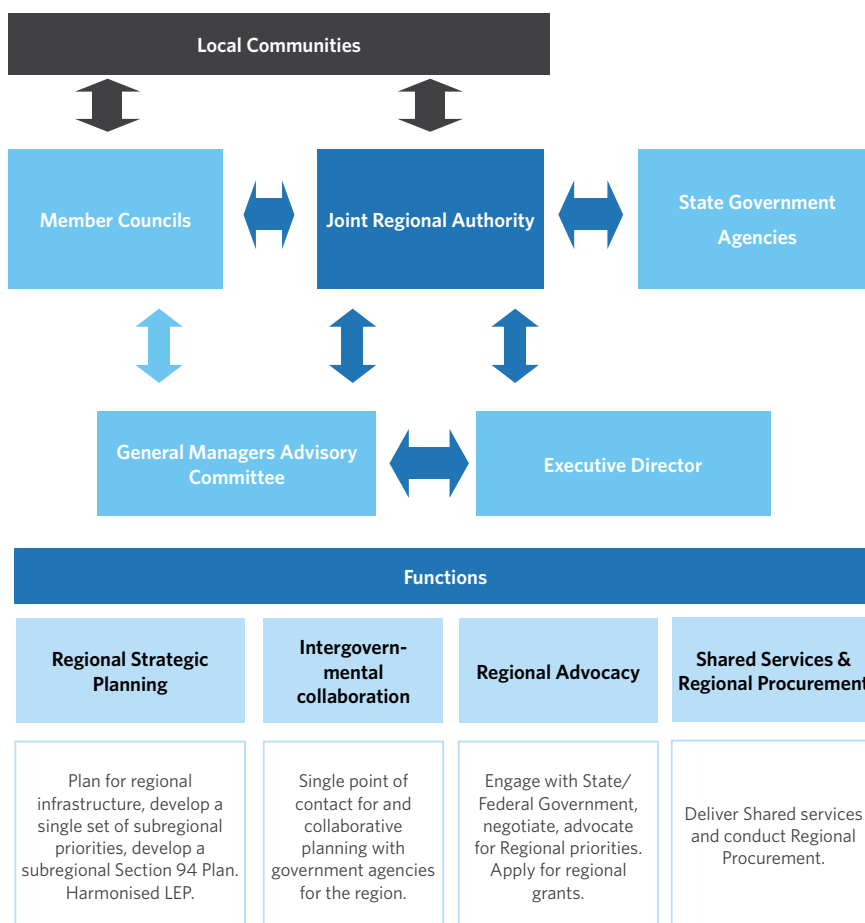 Local Communities
Member Councils
Joint Regional Authority
State Government
Agencies
General Managers Advisory
Committee
Executive Director
Functions
Regional Strategic
Planning
Intergovern-
mental
collaboration
Regional Advocacy
Shared Services &
Regional Procurement
Plan for regional
infrastructure, develop a
single set of subregional
priorities, develop a
subregional Section 94 Plan.
Harmonised LEP.
Single point of
contact for and
collaborative
planning with
government agencies
for the region.
Engage with State/
Federal Government,
negotiate, advocate
for Regional priorities.
Apply for regional
grants.
Deliver Shared services
and conduct Regional
Procurement.